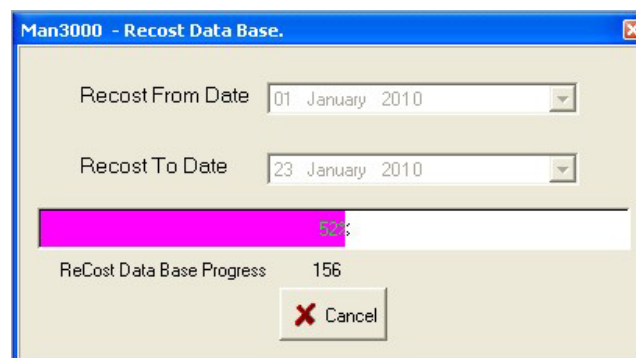 Man3000 - Recost Data Base.
Recost From Date 01 January 2010
Recost To Date 23 January 2010
52%
ReCost Data Base Progress 156
Cancel